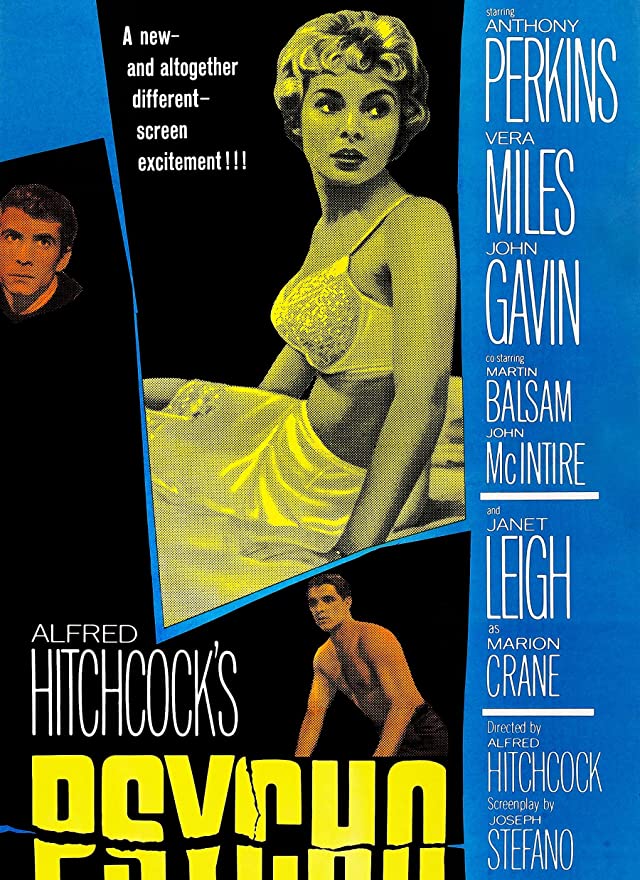 A new–
and altogether
different–
screen
excitement!!!
ALFRED
HITCHCOCK'S
PSYCHO
starring
ANTHONY
PERKINS
VERA
MILES
JOHN
GAVIN
co-starring
MARTIN
BALSAM
JOHN
McINTIRE
and
JANET
LEIGH
as
MARION
CRANE
Directed by
ALFRED
HITCHCOCK
Screenplay by
JOSEPH
STEFANO